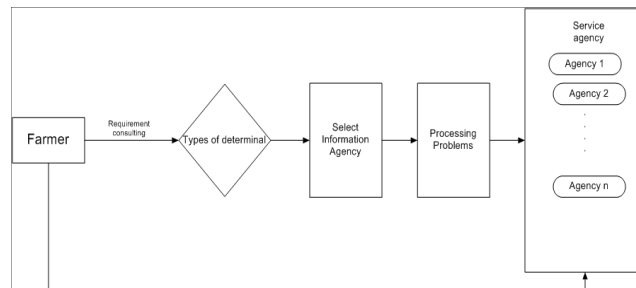 Farmer
Requirement
consulting
Types of determinal
Select
Information
Agency
Processing
Problems
Service
agency
Agency 1
Agency 2
Agency n